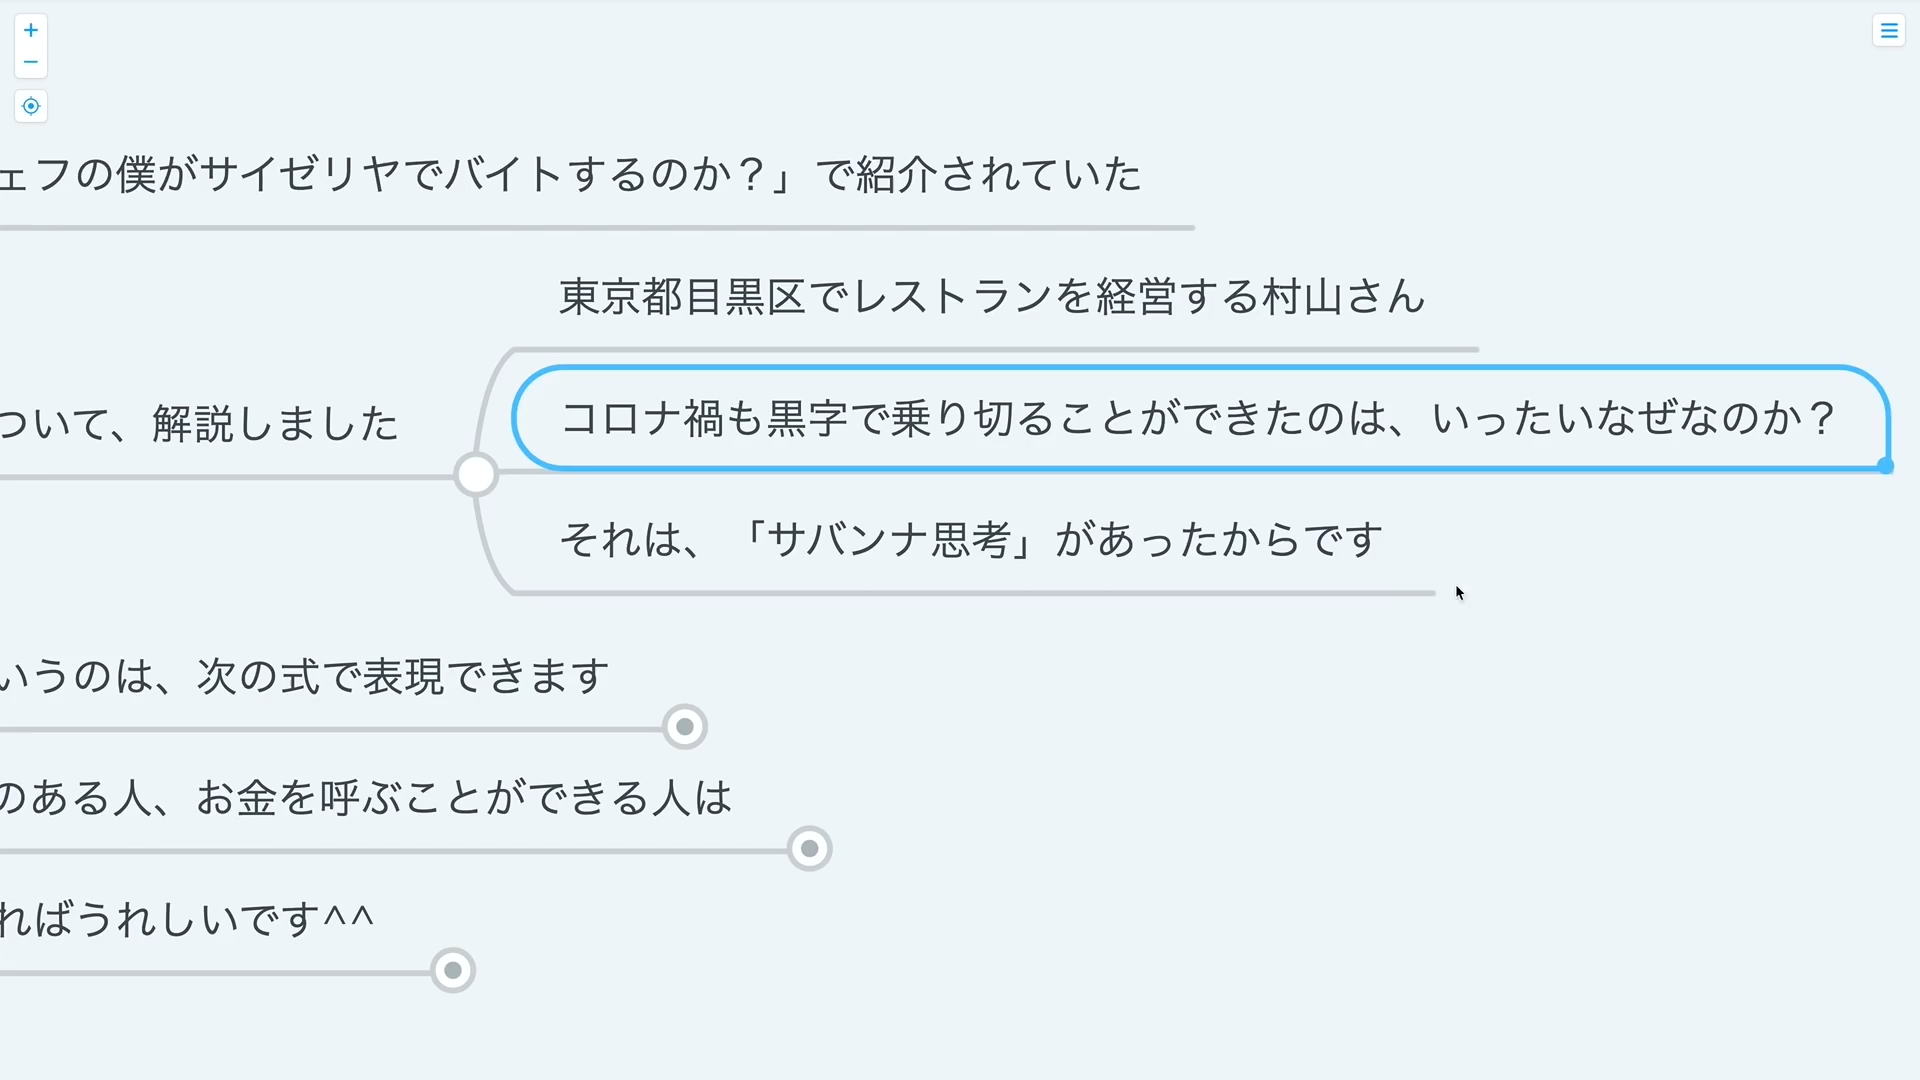 ェフの僕がサイゼリヤでバイトするのか？」で紹介されていた
東京都目黒区でレストランを経営する村山さん
ついて、解説しました
コロナ禍も黒字で乗り切ることができたのは、いったいなぜなのか？
それは、「サバンナ思考」があったからです
いうのは、次の式で表現できます
のある人、お金を呼ぶことができる人は
ればうれしいです^^